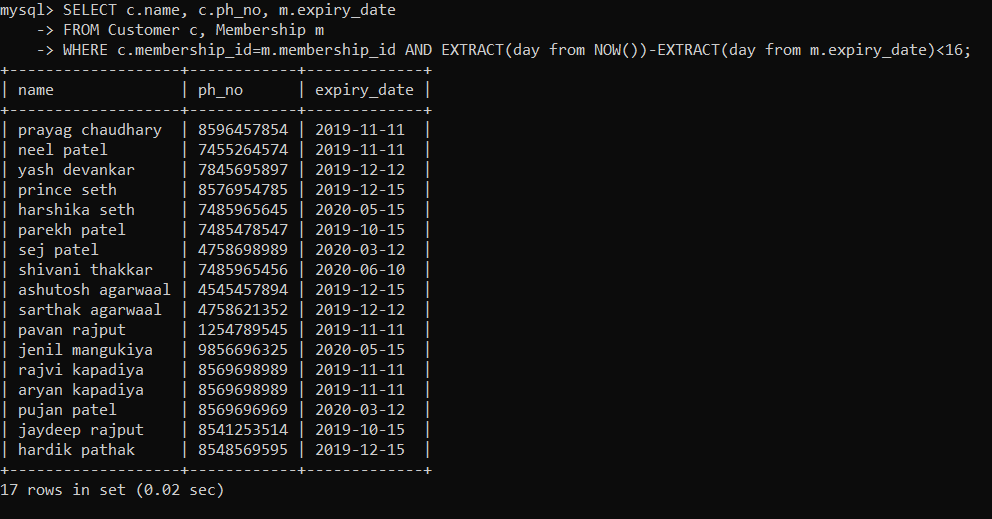 mysql> SELECT c.name, c.ph_no, m.expiry_date
    -> FROM Customer c, Membership m
    -> WHERE c.membership_id=m.membership_id AND EXTRACT(day from NOW())-EXTRACT(day from m.expiry_date)<16;
+------------------+------------+-------------+
| name             | ph_no      | expiry_date |
+------------------+------------+-------------+
| prayag chaudhary | 8596457854 | 2019-11-11  |
| neel patel       | 7455264574 | 2019-11-11  |
| yash devankar    | 7845695897 | 2019-12-12  |
| prince seth      | 8576954785 | 2019-12-15  |
| harshika seth    | 7485965645 | 2020-05-15  |
| parekh patel     | 7485478547 | 2019-10-15  |
| sej patel        | 4758698989 | 2020-03-12  |
| shivani thakkar  | 7485965456 | 2020-06-10  |
| ashutosh agarwaal | 4545457894 | 2019-12-15  |
| sarthak agarwaal | 4758621352 | 2019-12-12  |
| pavan rajput     | 1254789545 | 2019-11-11  |
| jenil mangukiya  | 9856696325 | 2020-05-15  |
| rajvi kapadiya   | 8569698989 | 2019-11-11  |
| aryan kapadiya   | 8569698989 | 2019-11-11  |
| pujan patel      | 8569696969 | 2020-03-12  |
| jaydeep rajput   | 8541253514 | 2019-10-15  |
| hardik pathak    | 8548569595 | 2019-12-15  |
+------------------+------------+-------------+
17 rows in set (0.02 sec)